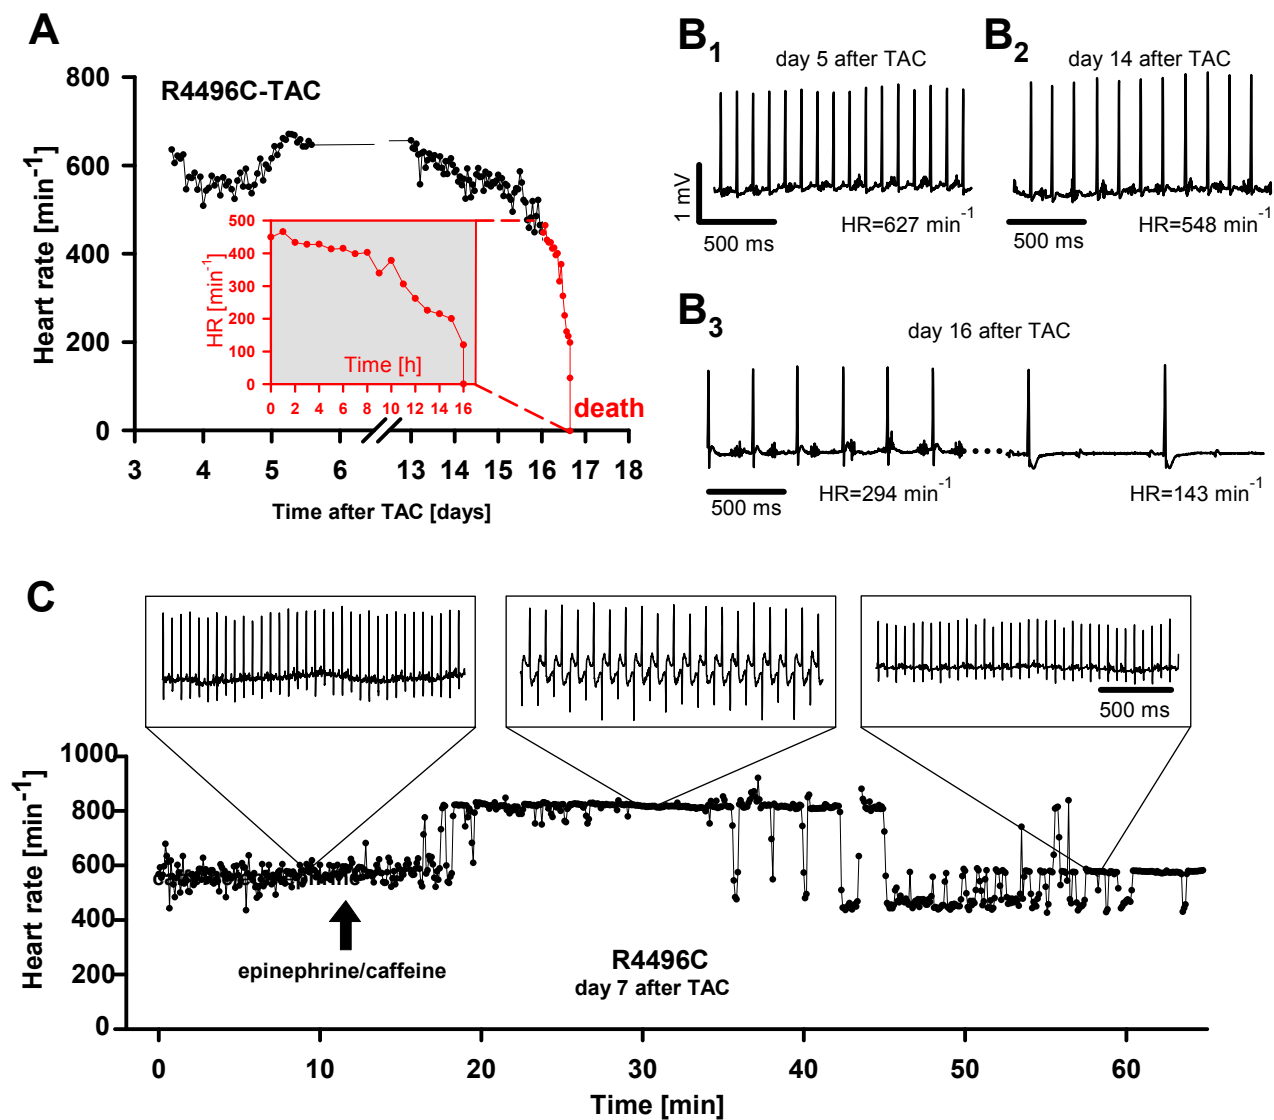 A
R4496C-TAC
Heart rate [min-1]
800
600
400
200
0
3 4 5 6 13 14 15 16 17 18
Time after TAC [days]
HR [min-1]
500
400
300
200
100
0
0 2 4 6 8 10 12 14 16
Time [h]
death
B1
day 5 after TAC
1 mV
500 ms
HR=627 min-1
B2
day 14 after TAC
500 ms
HR=548 min-1
B3
day 16 after TAC
500 ms
HR=294 min-1
HR=143 min-1
C
500 ms
Heart rate [min-1]
1000
800
600
400
200
0
epinephrine/caffeine
R4496C
day 7 after TAC
0 10 20 30 40 50 60
Time [min]